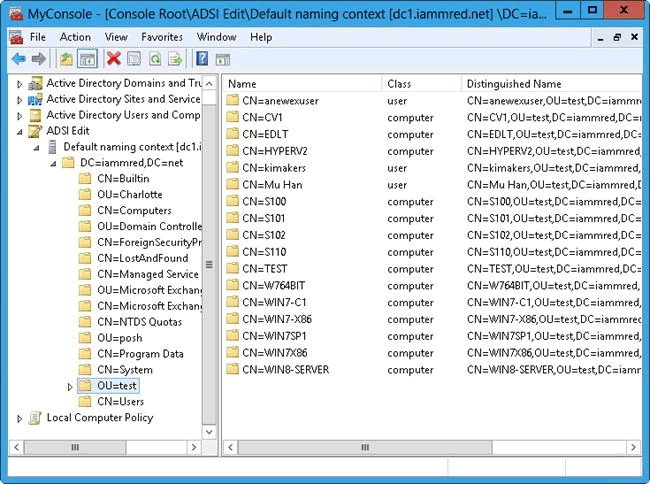 MyConsole - [Console Root\ADSI Edit\Default naming context [dc1.iammred.net] \DC=ia...
File Action View Favorites Window Help
Active Directory Domains and Tru
Active Directory Sites and Service
Active Directory Users and Comp
ADSI Edit
Default naming context [dc1.i
DC=iammred,DC=net
CN=Builtin
OU=Charlotte
CN=Computers
OU=Domain Controlle
CN=ForeignSecurityPr
CN=LostAndFound
CN=Managed Service
OU=Microsoft Exchang
CN=Microsoft Exchang
CN=NTDS Quotas
OU=posh
CN=Program Data
CN=System
OU=test
CN=Users
Local Computer Policy
Name Class Distinguished Name
CN=anewexuser user CN=anewexuser,OU=test,DC=iammre
CN=CV1 computer CN=CV1,OU=test,DC=iammred,DC=
CN=EDLT computer CN=EDLT,OU=test,DC=iammred,DC
CN=HYPERV2 computer CN=HYPERV2,OU=test,DC=iammred,
CN=kimakers user CN=kimakers,OU=test,DC=iammred,
CN=Mu Han user CN=Mu Han,OU=test,DC=iammred,D
CN=S100 computer CN=S100,OU=test,DC=iammred,DC=
CN=S101 computer CN=S101,OU=test,DC=iammred,DC=
CN=S102 computer CN=S102,OU=test,DC=iammred,DC=
CN=S110 computer CN=S110,OU=test,DC=iammred,DC=
CN=TEST computer CN=TEST,OU=test,DC=iammred,DC=
CN=W764BIT computer CN=W764BIT,OU=test,DC=iammred,
CN=WIN7-C1 computer CN=WIN7-C1,OU=test,DC=iammred,
CN=WIN7-X86 computer CN=WIN7-X86,OU=test,DC=iammred,
CN=WIN7SP1 computer CN=WIN7SP1,OU=test,DC=iammred,
CN=WIN7X86 computer CN=WIN7X86,OU=test,DC=iammred,
CN=WIN8-SERVER computer CN=WIN8-SERVER,OU=test,DC=iamm